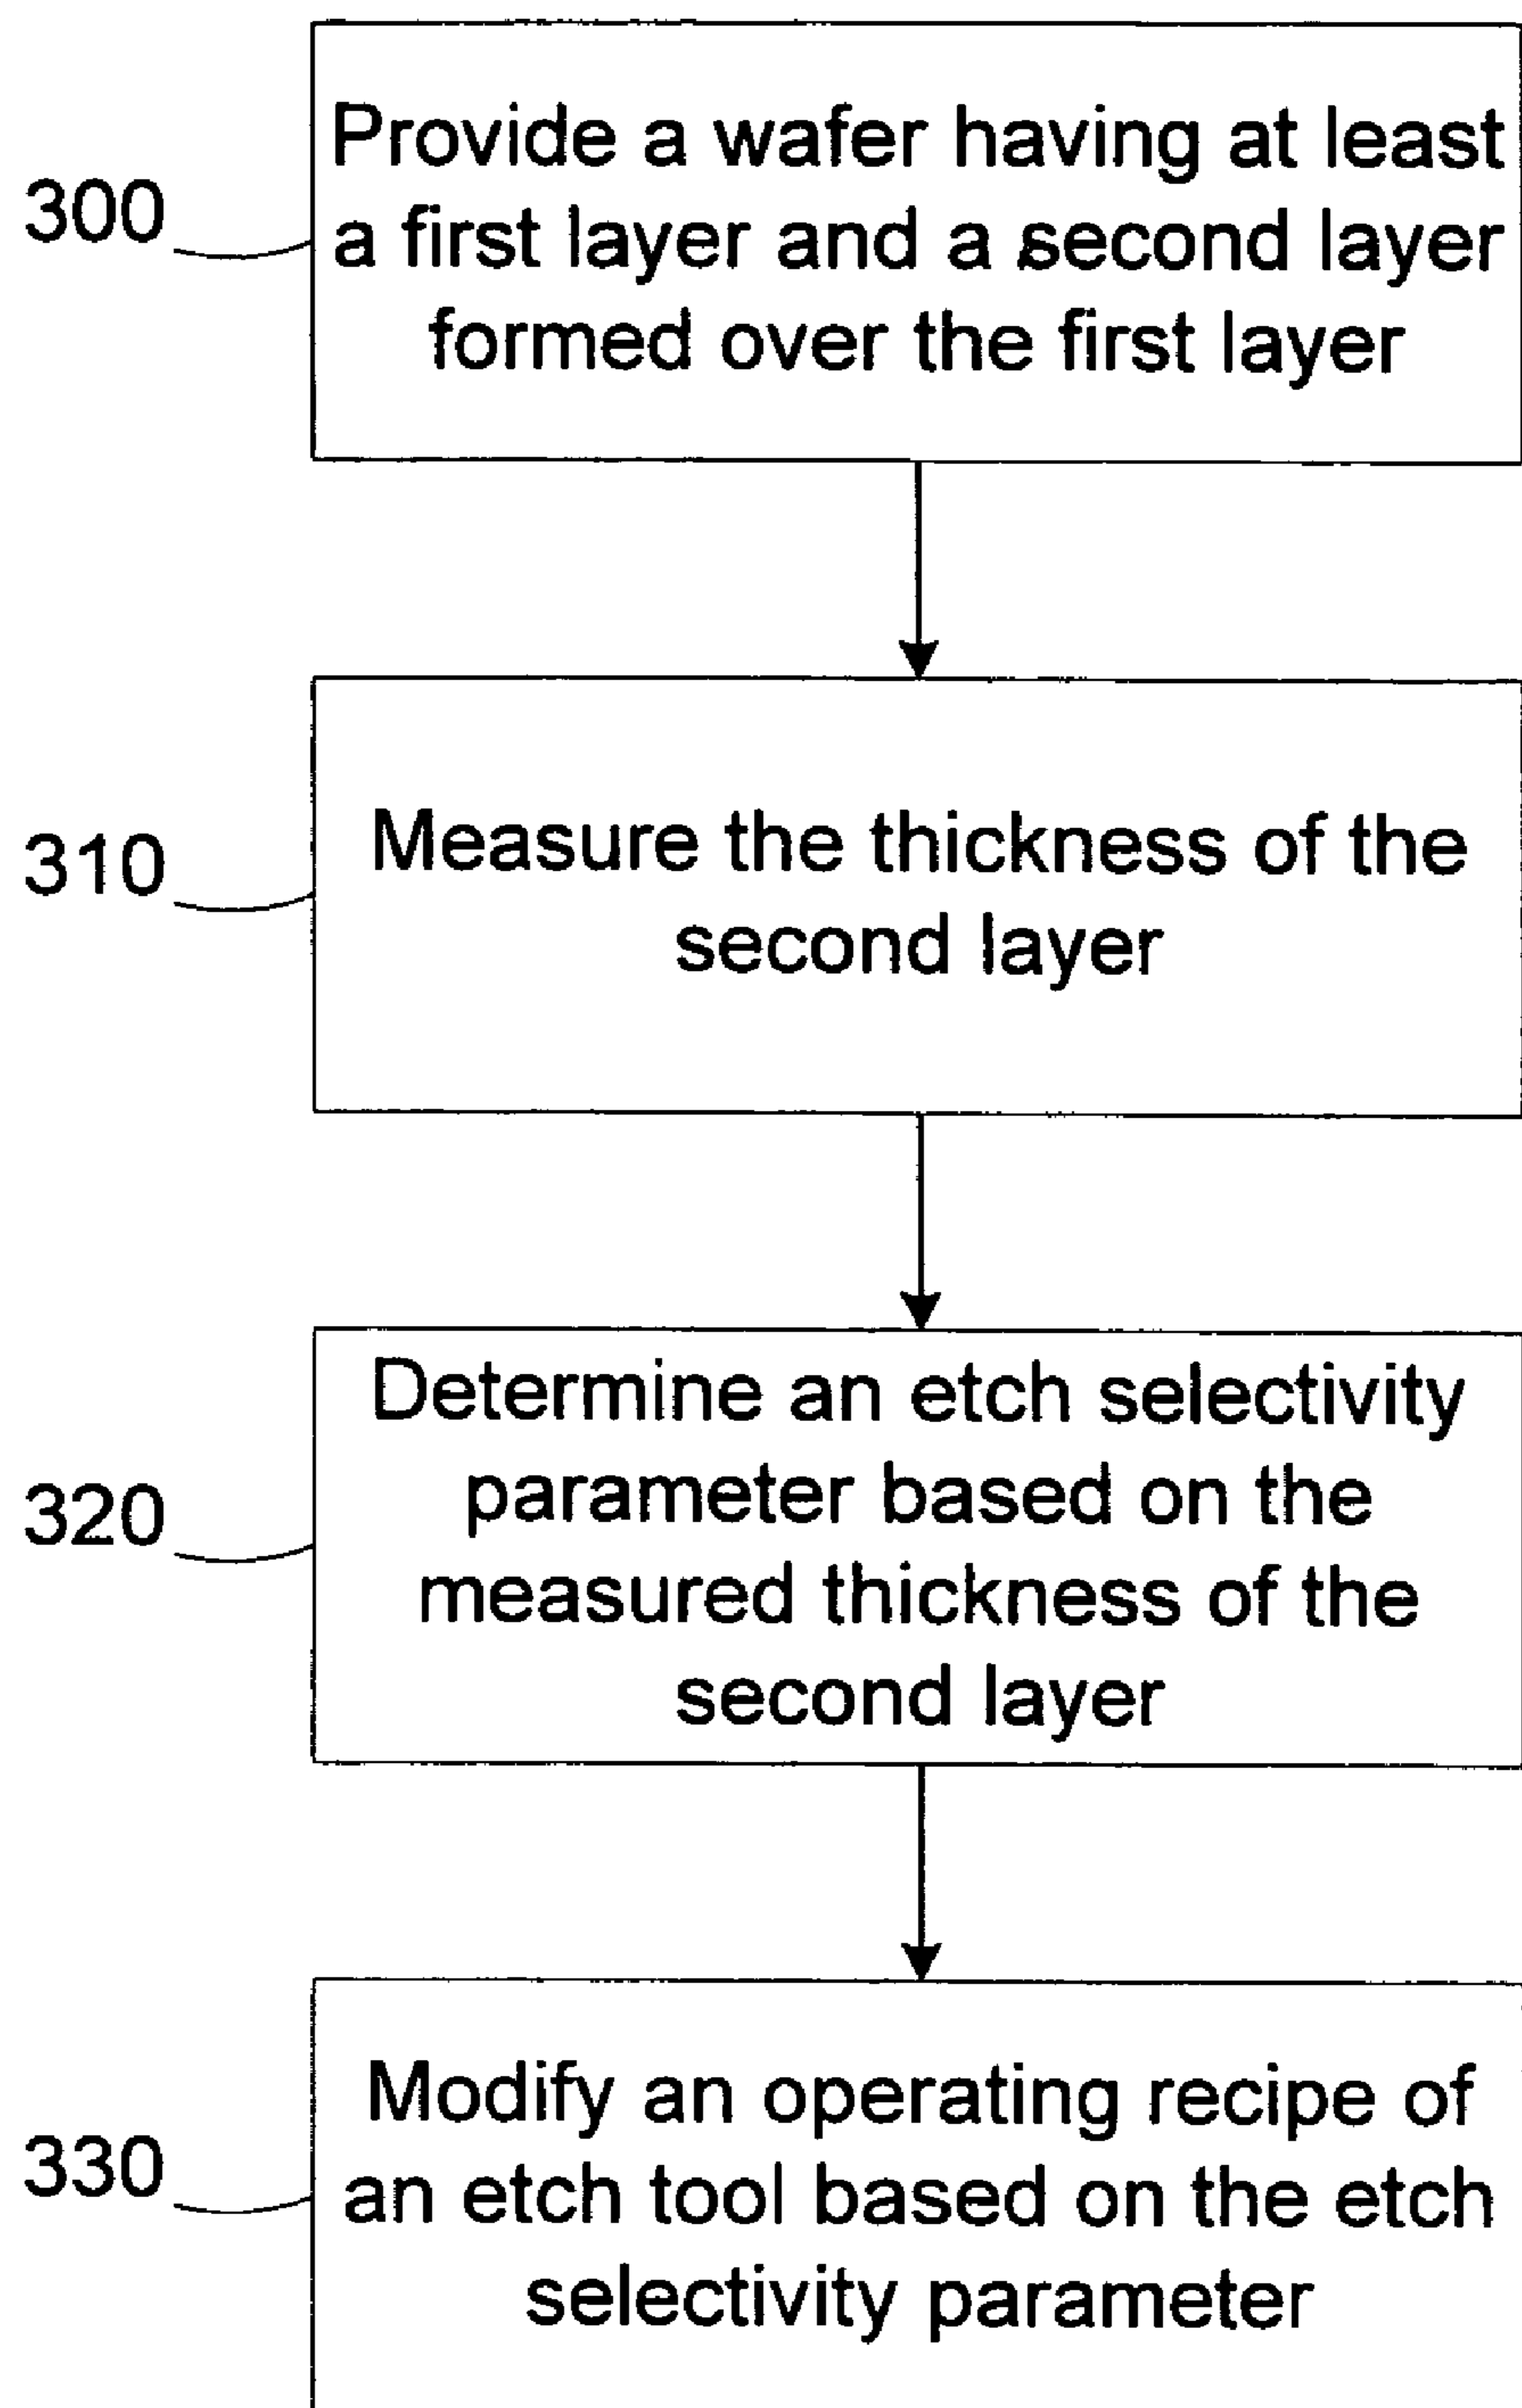 Provide a wafer having at least
300
a first layer and a second layer
formed over the first layer
Measure the thickness of the
310
second layer
Determine an etch selectivity
parameter based on the
320
measured thickness of the
second layer
Modify an operating recipe of
330
an etch tool based on the etch
selectivity parameter